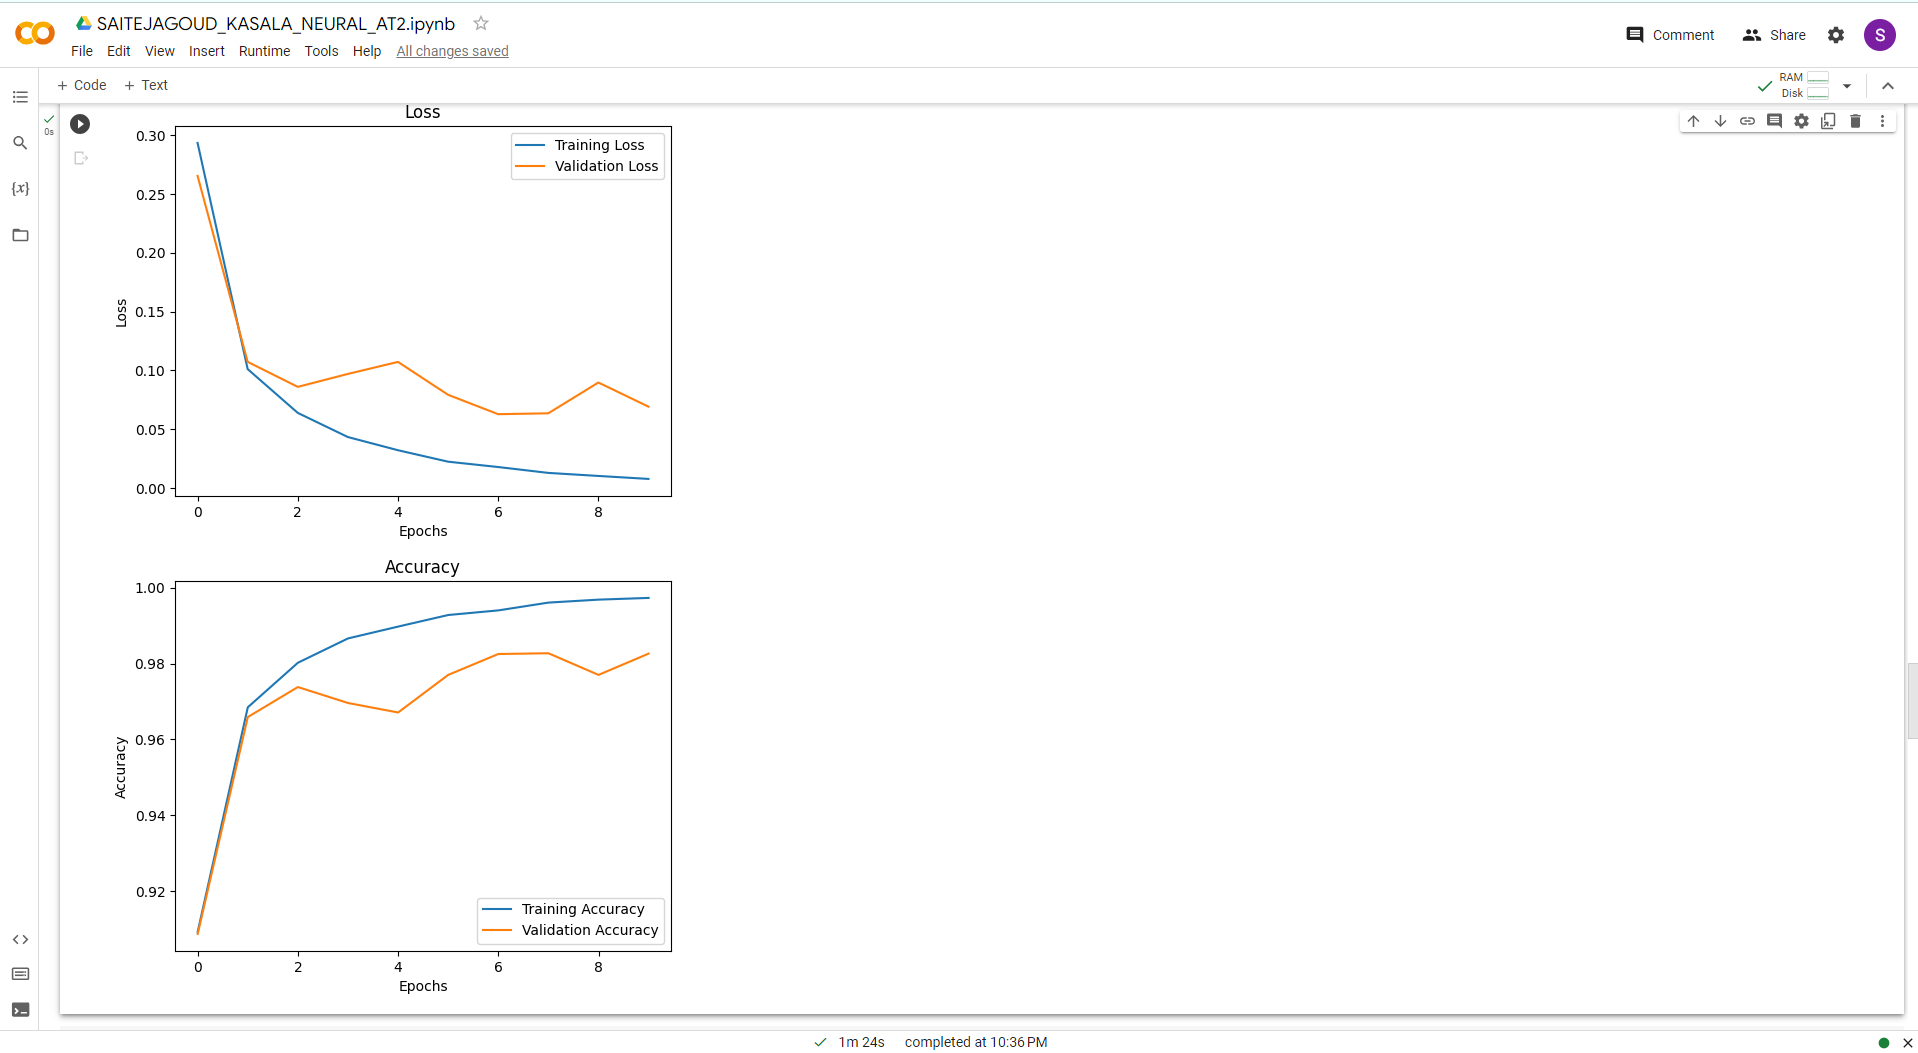 SAITEJAGOUD_KASALA_NEURAL_AT2.ipynb
File Edit View Insert Runtime Tools Help All changes saved
Comment Share S
+ Code + Text
RAM
Disk
0s
{x}
Loss
0.30
0.25
0.20
0.15
0.10
0.05
0.00
Loss
Training Loss
Validation Loss
0 2 4 6 8
Epochs
Accuracy
1.00
0.98
0.96
0.94
0.92
Accuracy
Training Accuracy
Validation Accuracy
0 2 4 6 8
Epochs
1m 24s completed at 10:36 PM